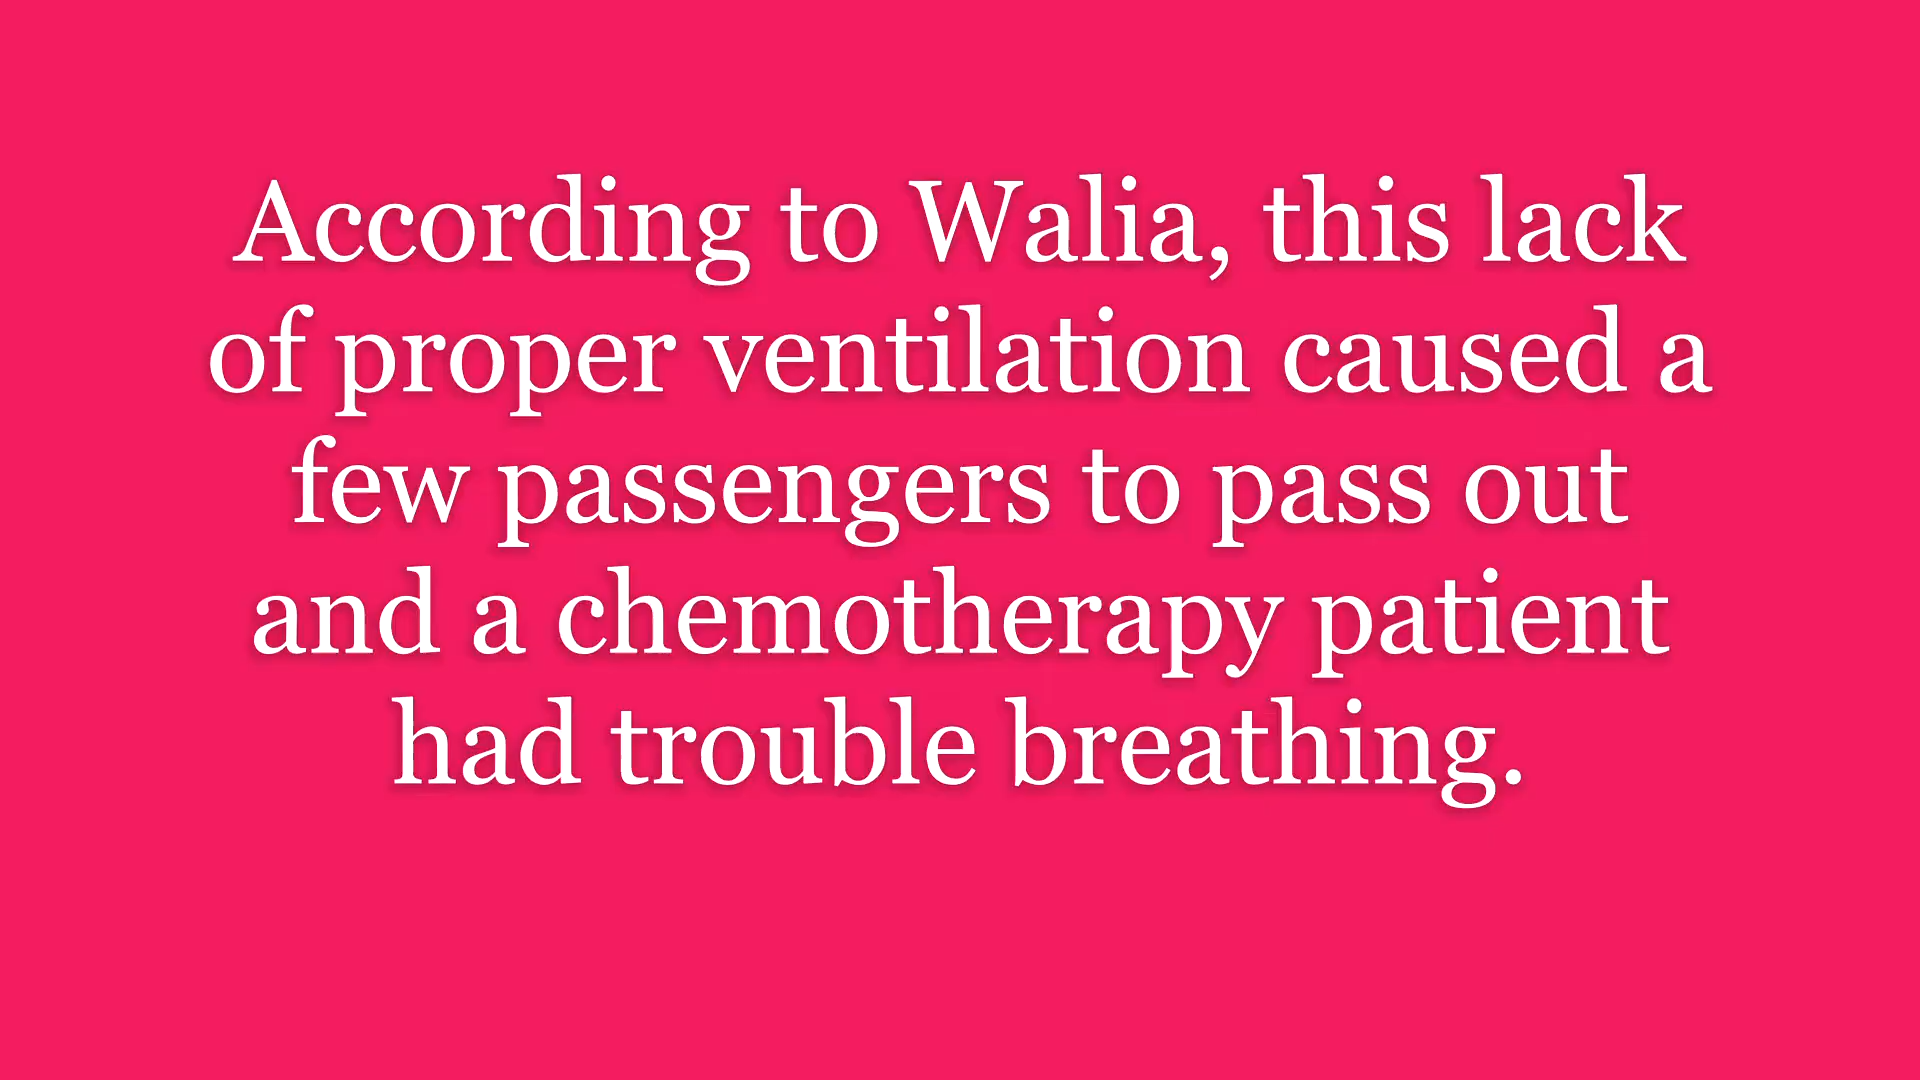 According to Walia, this lack
of proper ventilation caused a
few passengers to pass out
and a chemotherapy patient
had trouble breathing.